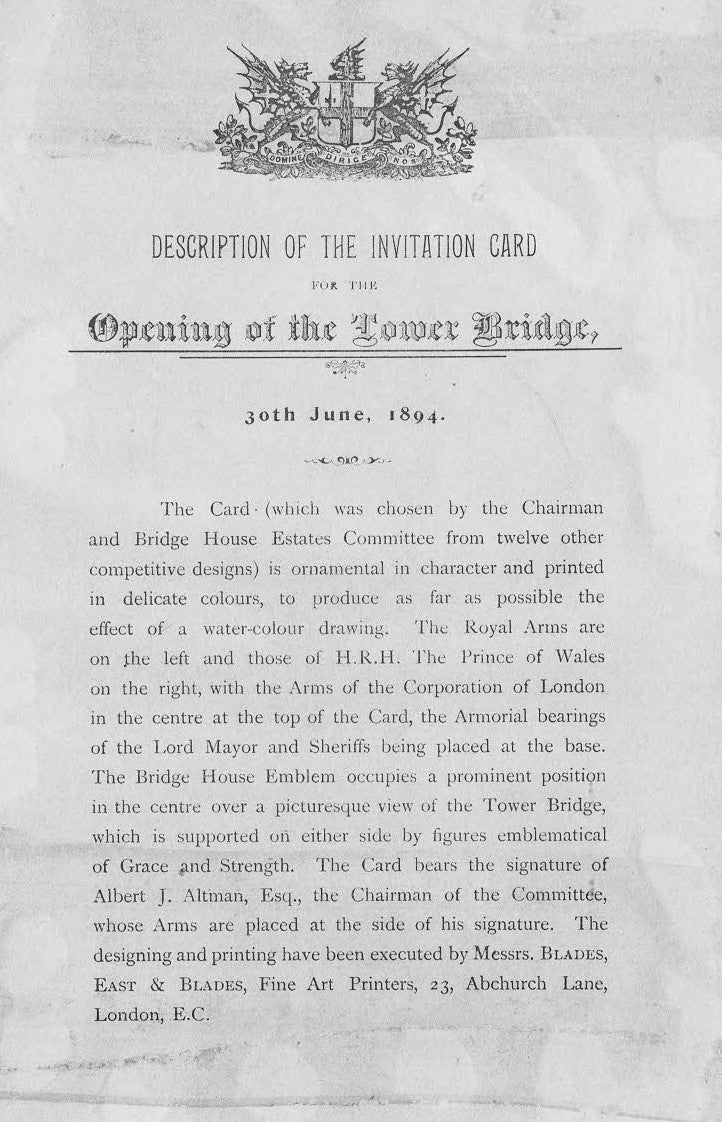 DOMINE DIRIGE NOS
DESCRIPTION OF THE INVITATION CARD
FOR THE
Opening of the Tower Bridge,
30th June, 1894.
The Card (which was chosen by the Chairman
and Bridge House Estates Committee from twelve other
competitive designs) is ornamental in character and printed
in delicate colours, to produce as far as possible the
effect of a water-colour drawing. The Royal Arms are
on the left and those of H.R.H. The Prince of Wales
on the right, with the Arms of the Corporation of London
in the centre at the top of the Card, the Armorial bearings
of the Lord Mayor and Sheriffs being placed at the base.
The Bridge House Emblem occupies a prominent position
in the centre over a picturesque view of the Tower Bridge,
which is supported on either side by figures emblematical
of Grace and Strength. The Card bears the signature of
Albert J. Altman, Esq., the Chairman of the Committee,
whose Arms are placed at the side of his signature. The
designing and printing have been executed by Messrs. BLADES,
EAST & BLADES, Fine Art Printers, 23, Abchurch Lane,
London, E.C.